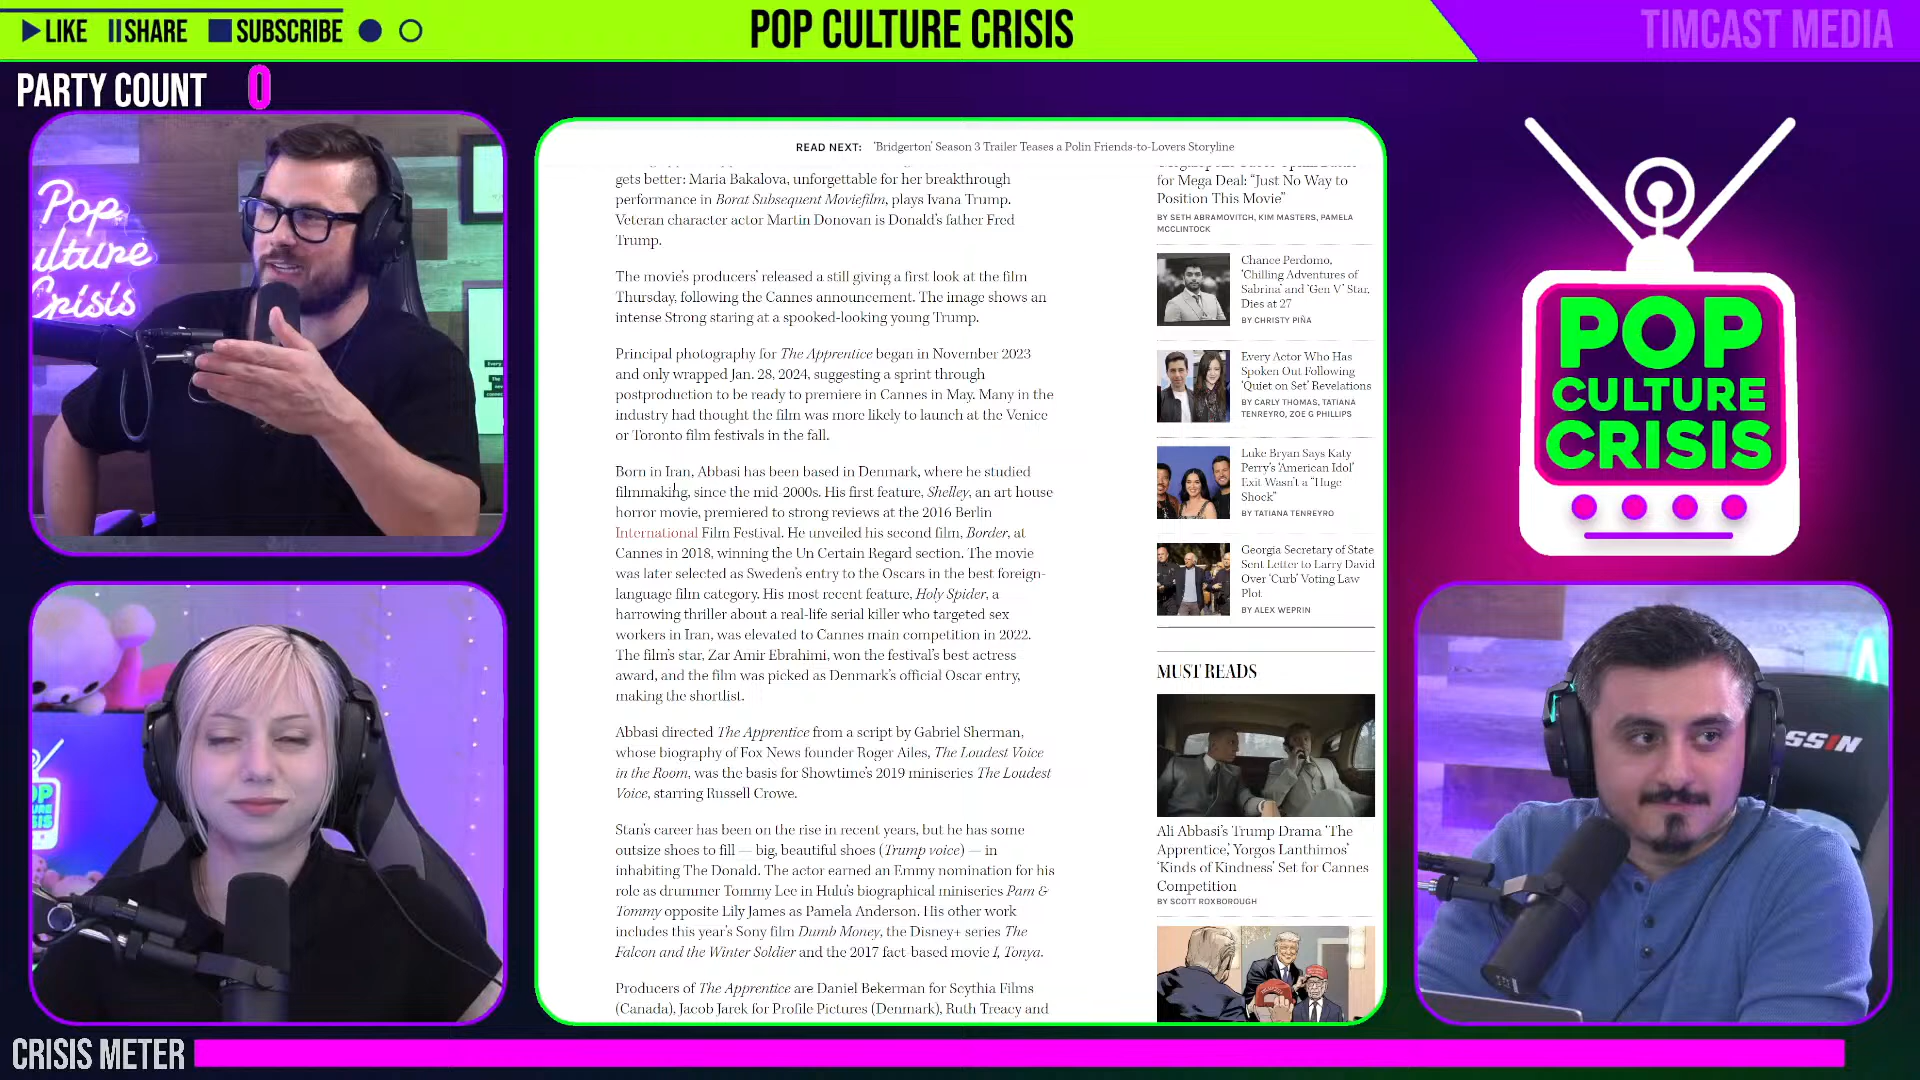 LIKE SHARE SUBSCRIBE
POP CULTURE CRISIS
TIMCAST MEDIA
PARTY COUNT 0
Pop
ulture
Crisis
READ NEXT: 'Bridgerton' Season 3 Trailer Teases a Polin Friends-to-Lovers Storyline
gets better: Maria Bakalova, unforgettable for her breakthrough
performance in Borat Subsequent Moviefilm, plays Ivana Trump.
Veteran character actor Martin Donovan is Donald's father Fred
Trump.
The movie's producers' released a still giving a first look at the film
Thursday, following the Cannes announcement. The image shows an
intense Strong staring at a spooked-looking young Trump.
Principal photography for The Apprentice began in November 2023
and only wrapped Jan. 28, 2024, suggesting a sprint through
postproduction to be ready to premiere in Cannes in May. Many in the
industry had thought the film was more likely to launch at the Venice
or Toronto film festivals in the fall.
Born in Iran, Abbasi has been based in Denmark, where he studied
filmmaking, since the mid-2000s. His first feature, Shelley, an art house
horror movie, premiered to strong reviews at the 2016 Berlin
International Film Festival. He unveiled his second film, Border, at
Cannes in 2018, winning the Un Certain Regard section. The movie
was later selected as Sweden's entry to the Oscars in the best foreign-
language film category. His most recent feature, Holy Spider, a
harrowing thriller about a real-life serial killer who targeted sex
workers in Iran, was elevated to Cannes main competition in 2022.
The film's star, Zar Amir Ebrahimi, won the festival's best actress
award, and the film was picked as Denmark's official Oscar entry,
making the shortlist.
Abbasi directed The Apprentice from a script by Gabriel Sherman,
whose biography of Fox News founder Roger Ailes, The Loudest Voice
in the Room, was the basis for Showtime's 2019 miniseries The Loudest
Voice, starring Russell Crowe.
Stan's career has been on the rise in recent years, but he has some
outsize shoes to fill — big, beautiful shoes (Trump voice) — in
inhabiting The Donald. The actor earned an Emmy nomination for his
role as drummer Tommy Lee in Hulu's biographical miniseries Pam &
Tommy opposite Lily James as Pamela Anderson. His other work
includes this year's Sony film Dumb Money, the Disney+ series The
Falcon and the Winter Soldier and the 2017 fact-based movie I, Tonya.
Producers of The Apprentice are Daniel Bekerman for Scythia Films
(Canada), Jacob Jarek for Profile Pictures (Denmark), Ruth Treacy and
for Mega Deal: “Just No Way to
Position This Movie”
BY SETH ABRAMOVITCH, KIM MASTERS, PAMELA
MCCLINTOCK
Chance Perdomo,
'Chilling Adventures of
Sabrina' and 'Gen V' Star,
Dies at 27
BY CHRISTY PIÑA
Every Actor Who Has
Spoken Out Following
'Quiet on Set' Revelations
BY CARLY THOMAS, TATIANA
TENREYRO, ZOE G PHILLIPS
Luke Bryan Says Katy
Perry's 'American Idol'
Exit Wasn't a “Huge
Shock”
BY TATIANA TENREYRO
Georgia Secretary of State
Sent Letter to Larry David
Over 'Curb' Voting Law
Plot
BY ALEX WEPRIN
MUST READS
Ali Abbasi's Trump Drama 'The
Apprentice,' Yorgos Lanthimos'
'Kinds of Kindness' Set for Cannes
Competition
BY SCOTT ROXBOROUGH
POP
CULTURE
CRISIS
SSIN
CRISIS METER